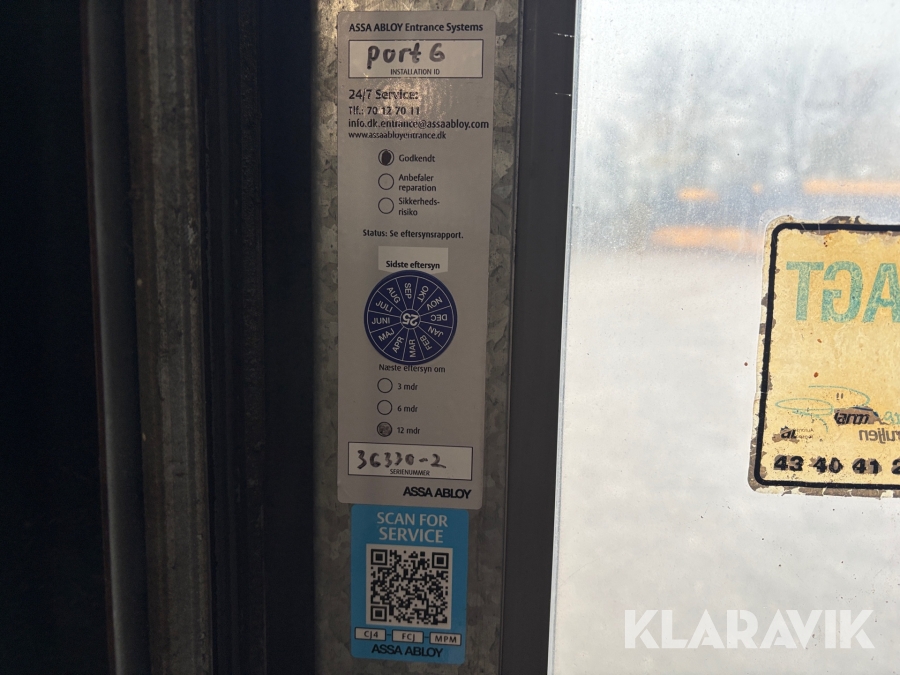 ASSA ABLOY Entrance Systems
Port 6
INSTALLATION ID
24/7 Service:
Tlf.: 70 12 70 11
info.dk.entrance@assaabloy.com
www.assaabloyentrance.dk
Godkendt
Anbefaler
reparation
Sikkerheds-
risiko
Status: Se eftersynsrapport.
Sidste eftersyn
JAN
FEB
MAR
APR
MAJ
JUNI
JULI
AUG
SEP
OKT
NOV
DEC
25
Næste eftersyn om
3 mdr
6 mdr
12 mdr
36330-2
SERIENUMMER
ASSA ABLOY
SCAN FOR
SERVICE
CJ4 - FCJ - MPM
ASSA ABLOY
AGT
43 40 41
KLARAVIK